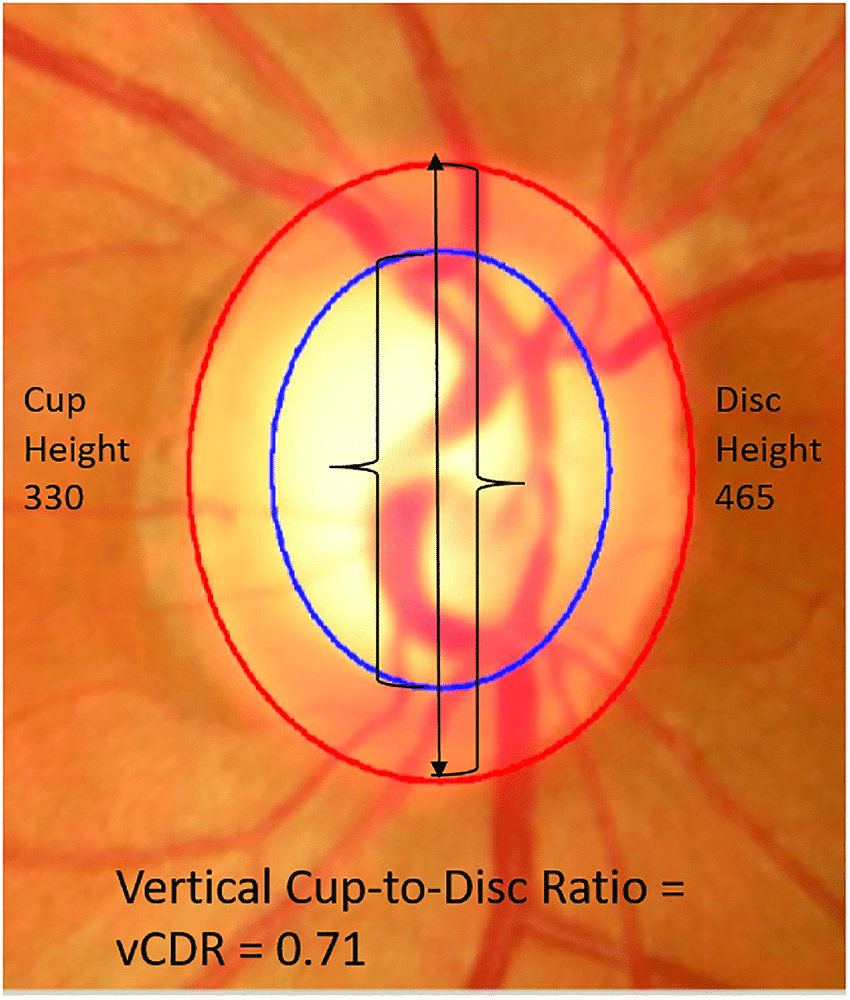 Cup
Height
330
Disc
Height
465
Vertical Cup-to-Disc Ratio =
vCDR = 0.71